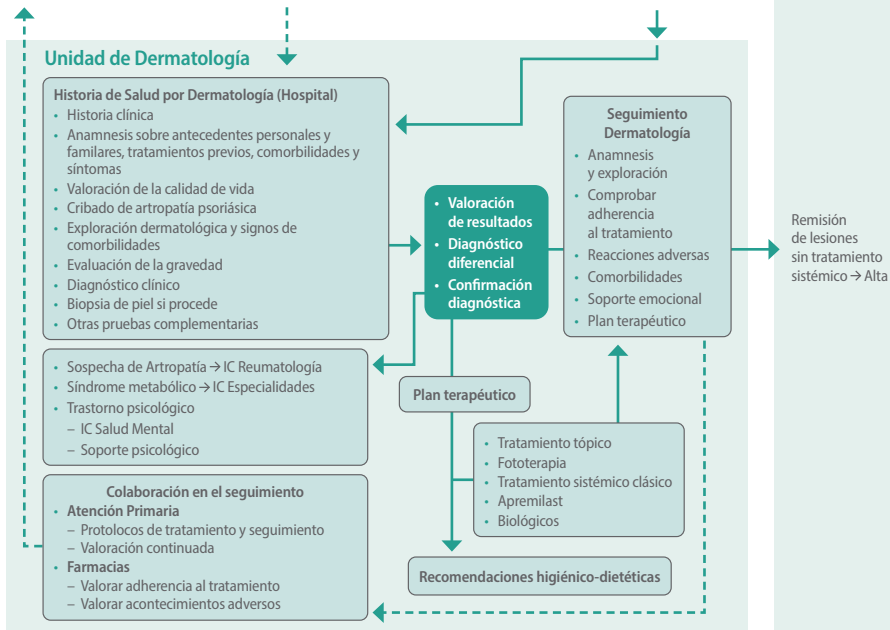 Unidad de Dermatología
Historia de Salud por Dermatología (Hospital)
• Historia clínica
• Anamnesis sobre antecedentes personales y
familares, tratamientos previos, comorbilidades y
síntomas
• Valoración de la calidad de vida
• Cribado de artropatía psoriásica
• Exploración dermatológica y signos de
comorbilidades
• Evaluación de la gravedad
• Diagnóstico clínico
• Biopsia de piel si procede
• Otras pruebas complementarias
• Sospecha de Artropatía → IC Reumatología
• Síndrome metabólico → IC Especialidades
• Trastorno psicológico
– IC Salud Mental
– Soporte psicológico
Colaboración en el seguimiento
• Atención Primaria
– Protolocos de tratamiento y seguimiento
– Valoración continuada
• Farmacias
– Valorar adherencia al tratamiento
– Valorar acontecimientos adversos
• Valoración
de resultados
• Diagnóstico
diferencial
• Confirmación
diagnóstica
Plan terapéutico
• Tratamiento tópico
• Fototerapia
• Tratamiento sistémico clásico
• Apremilast
• Biológicos
Recomendaciones higiénico-dietéticas
Seguimiento
Dermatología
• Anamnesis
y exploración
• Comprobar
adherencia
al tratamiento
• Reacciones adversas
• Comorbilidades
• Soporte emocional
• Plan terapéutico
Remisión
de lesiones
sin tratamiento
sistémico → Alta